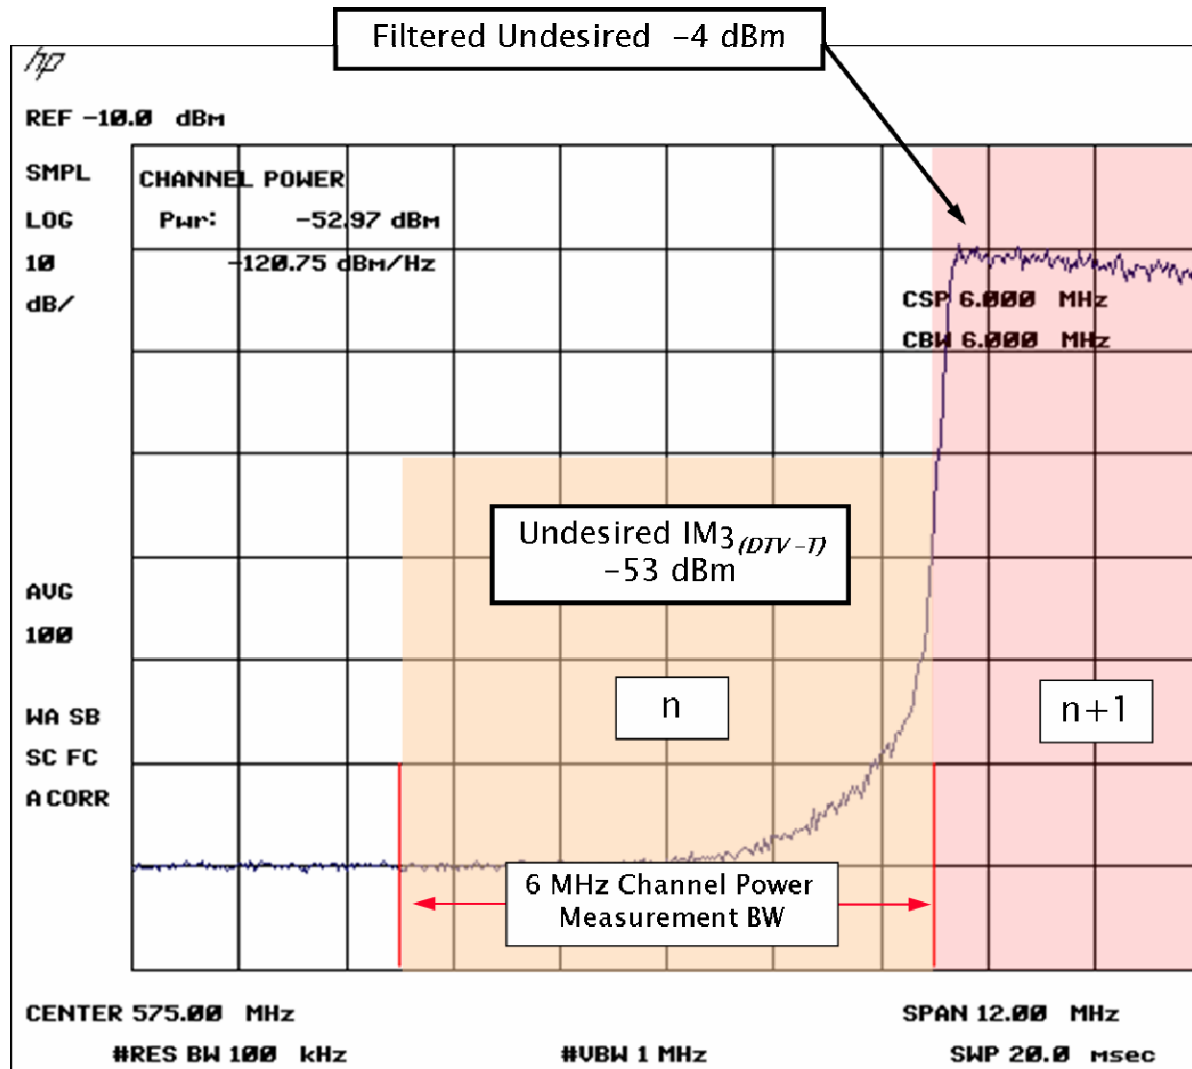 Filtered Undesired -4 dBm
hp
REF -10.0 dBm
SMPL
LOG
10
dB/
CHANNEL POWER
Pwr: -52.97 dBm
-120.75 dBm/Hz
CSP 6.000 MHz
CBW 6.000 MHz
Undesired IM3(DTV-T)
-53 dBm
AVG
100
n
n+1
WA SB
SC FC
A CORR
6 MHz Channel Power
Measurement BW
CENTER 575.00 MHz
SPAN 12.00 MHz
#RES BW 100 kHz
#VBW 1 MHz
SWP 20.0 msec